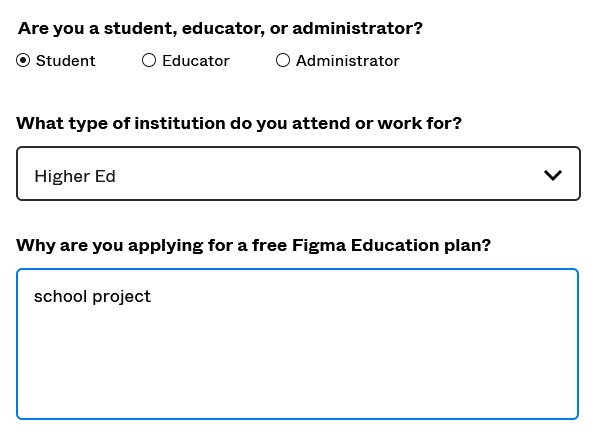 Are you a student, educator, or administrator?
Student Educator Administrator
What type of institution do you attend or work for?
Higher Ed
Why are you applying for a free Figma Education plan?
school project